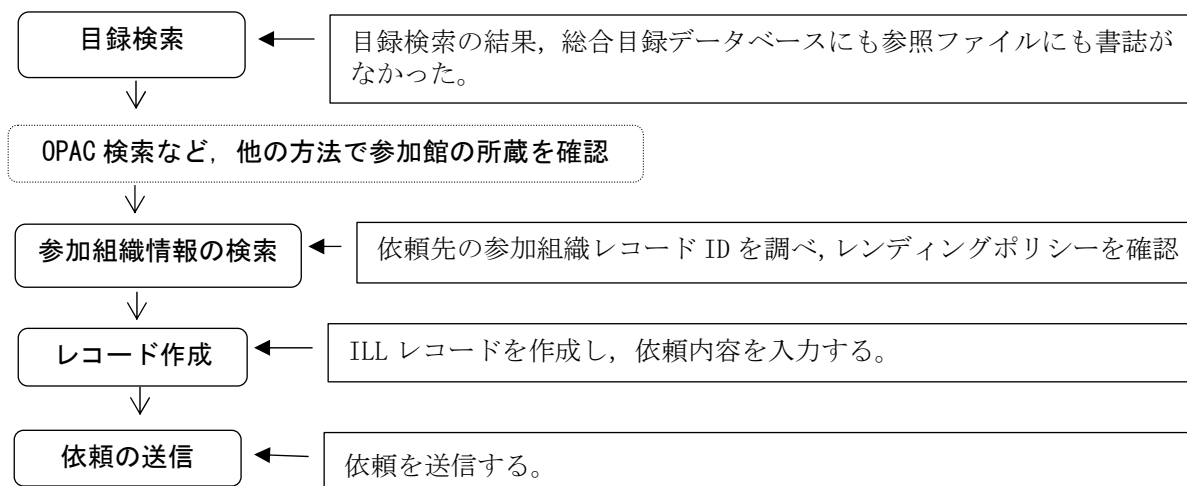 目録検索
目録検索の結果，総合目録データベースにも参照ファイルにも書誌が
なかった。
OPAC 検索など，他の方法で参加館の所蔵を確認
参加組織情報の検索
依頼先の参加組織レコード ID を調べ，レンディングポリシーを確認
レコード作成
ILL レコードを作成し，依頼内容を入力する。
依頼の送信
依頼を送信する。